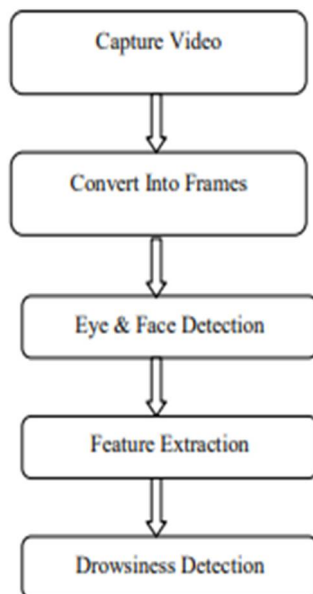 Capture Video
Convert Into Frames
Eye & Face Detection
Feature Extraction
Drowsiness Detection